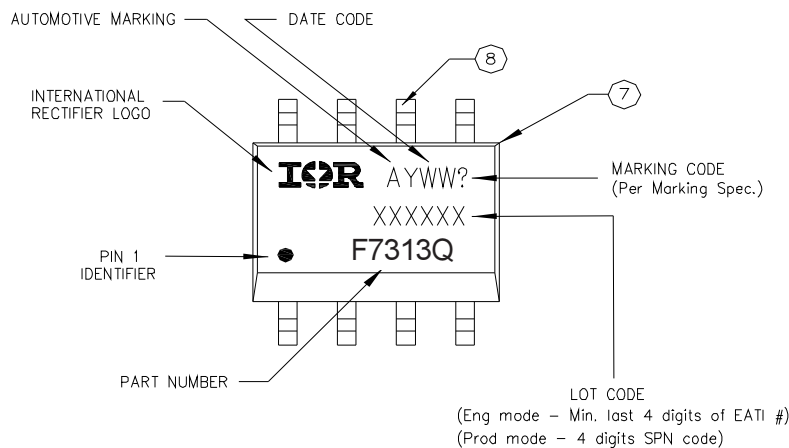 AUTOMOTIVE MARKING
DATE CODE
8
7
INTERNATIONAL
RECTIFIER LOGO
IOR
AYWW?
MARKING CODE
(Per Marking Spec.)
XXXXXX
F7313Q
PIN 1
IDENTIFIER
PART NUMBER
LOT CODE
(Eng mode – Min. last 4 digits of EATI #)
(Prod mode – 4 digits SPN code)